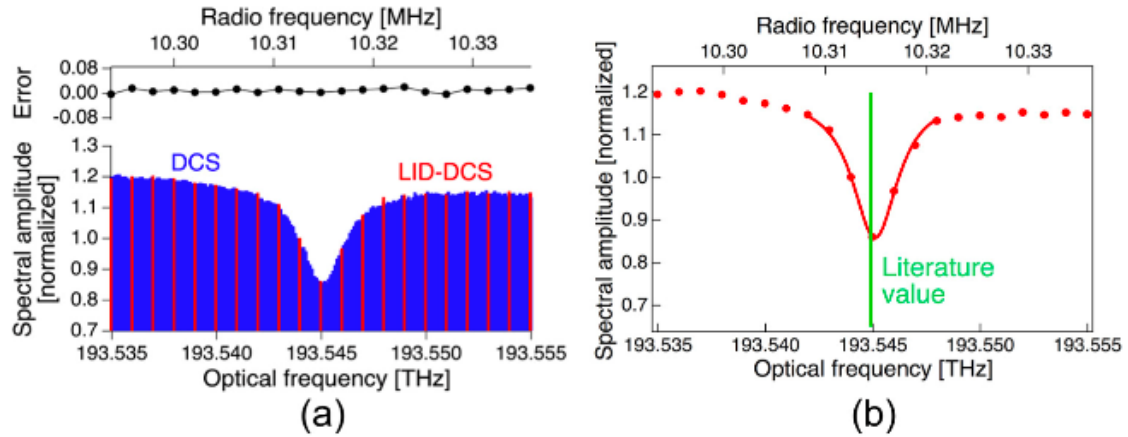 Radio frequency [MHz]
10.30 10.31 10.32 10.33
Error
0.08
0.00
-0.08
Spectral amplitude
[normalized]
1.3
1.2
1.1
1.0
0.9
0.8
0.7
DCS
LID-DCS
193.535 193.540 193.545 193.550 193.555
Optical frequency [THz]
(a)
Radio frequency [MHz]
10.30 10.31 10.32 10.33
Spectral amplitude [normalized]
1.2
1.1
1.0
0.9
0.8
0.7
Literature
value
193.535 193.540 193.545 193.550 193.555
Optical frequency [THz]
(b)